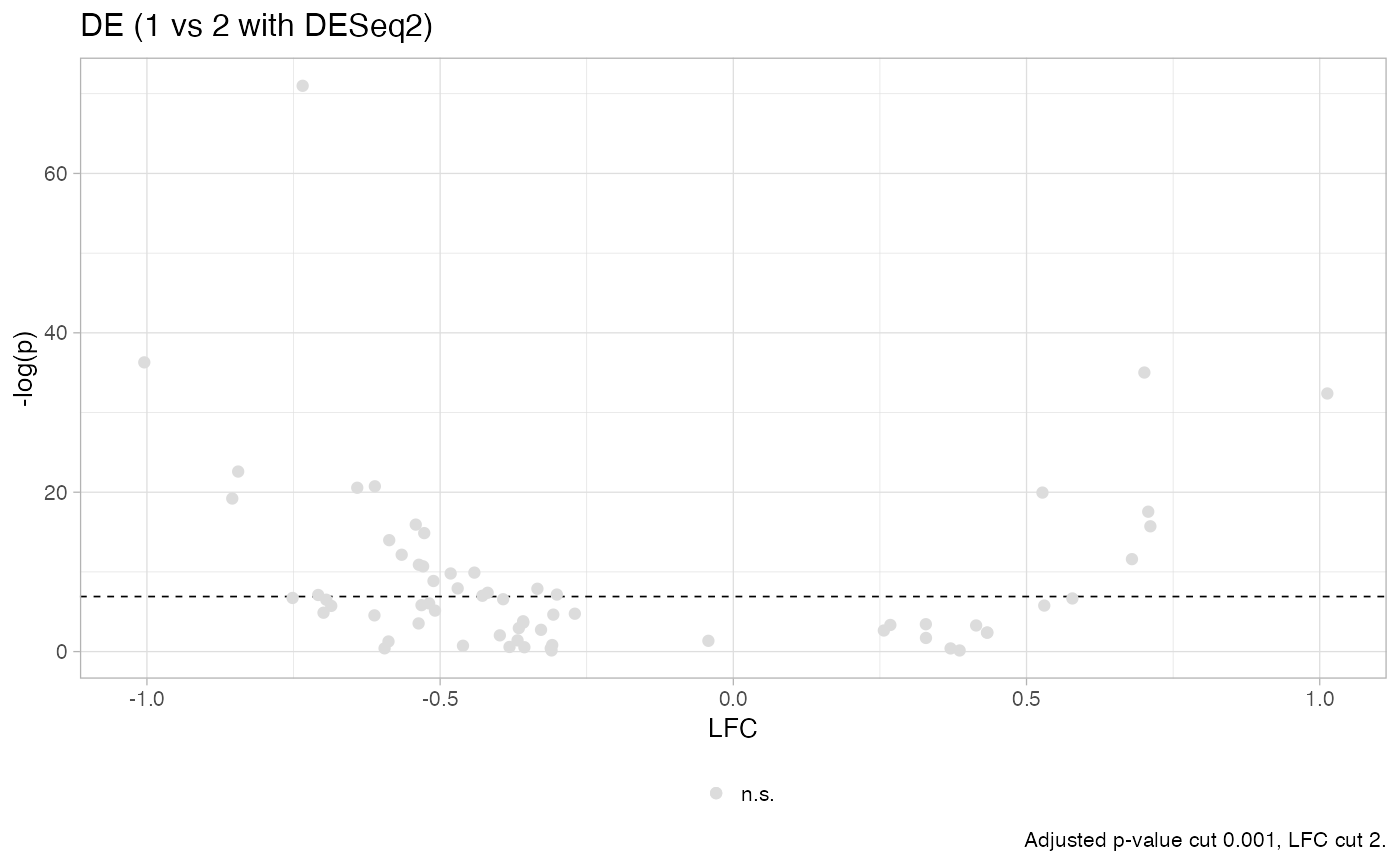 DE (1 vs 2 with DESeq2)
-log(p)
60
40
20
0
-1.0
-0.5
0.0
0.5
1.0
LFC
n.s.
Adjusted p-value cut 0.001, LFC cut 2.